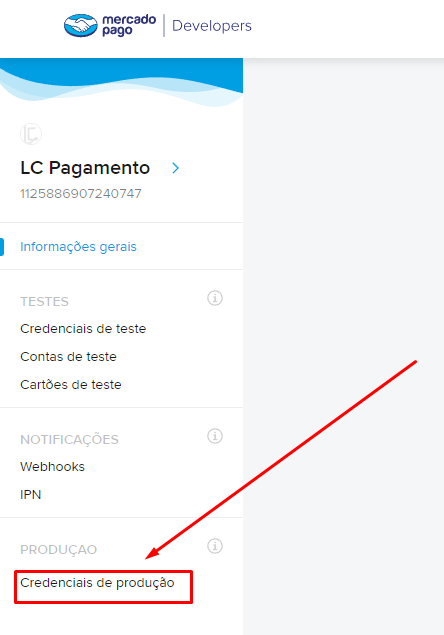 mercado
pago
Developers
LC Pagamento
1125886907240747
Informações gerais
TESTES
Credenciais de teste
Contas de teste
Cartões de teste
NOTIFICAÇÕES
Webhooks
IPN
PRODUÇAO
Credenciais de produção